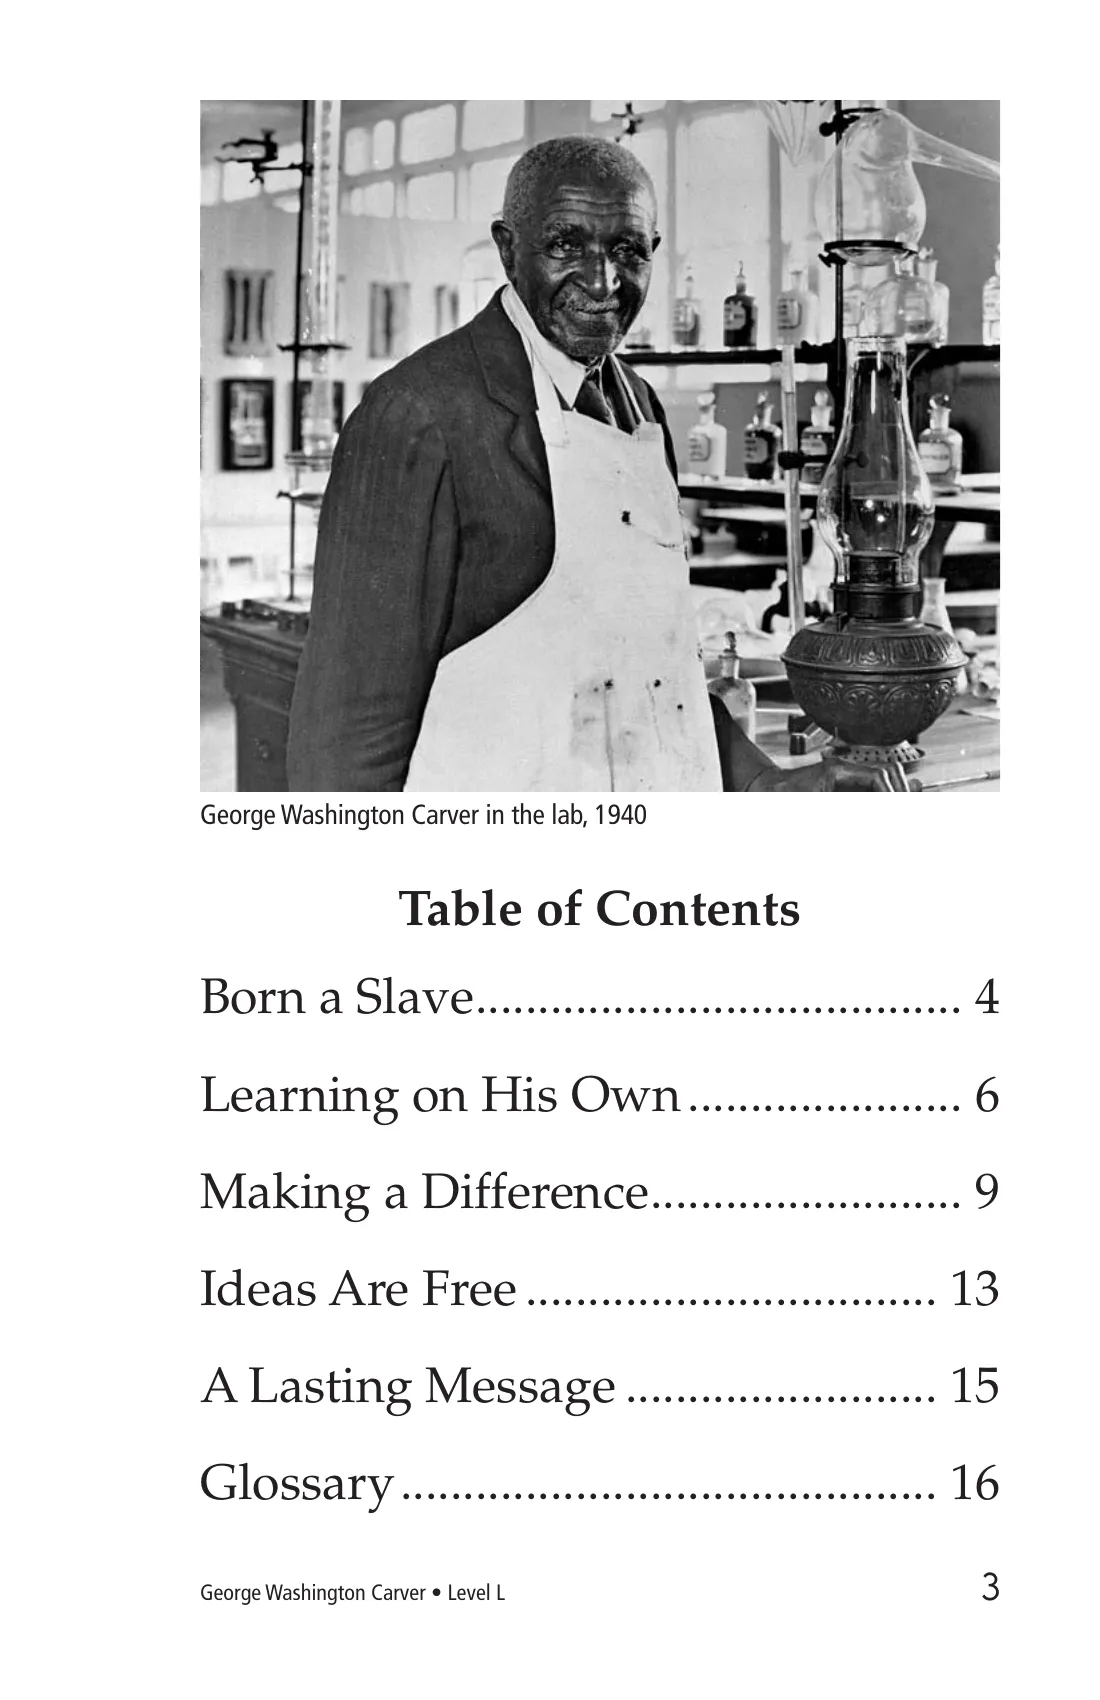 George Washington Carver in the lab, 1940
Table of Contents
Born a Slave....................................... 4
Learning on His Own...................... 6
Making a Difference......................... 9
Ideas Are Free ................................. 13
A Lasting Message ......................... 15
Glossary........................................... 16
George Washington Carver • Level L 3